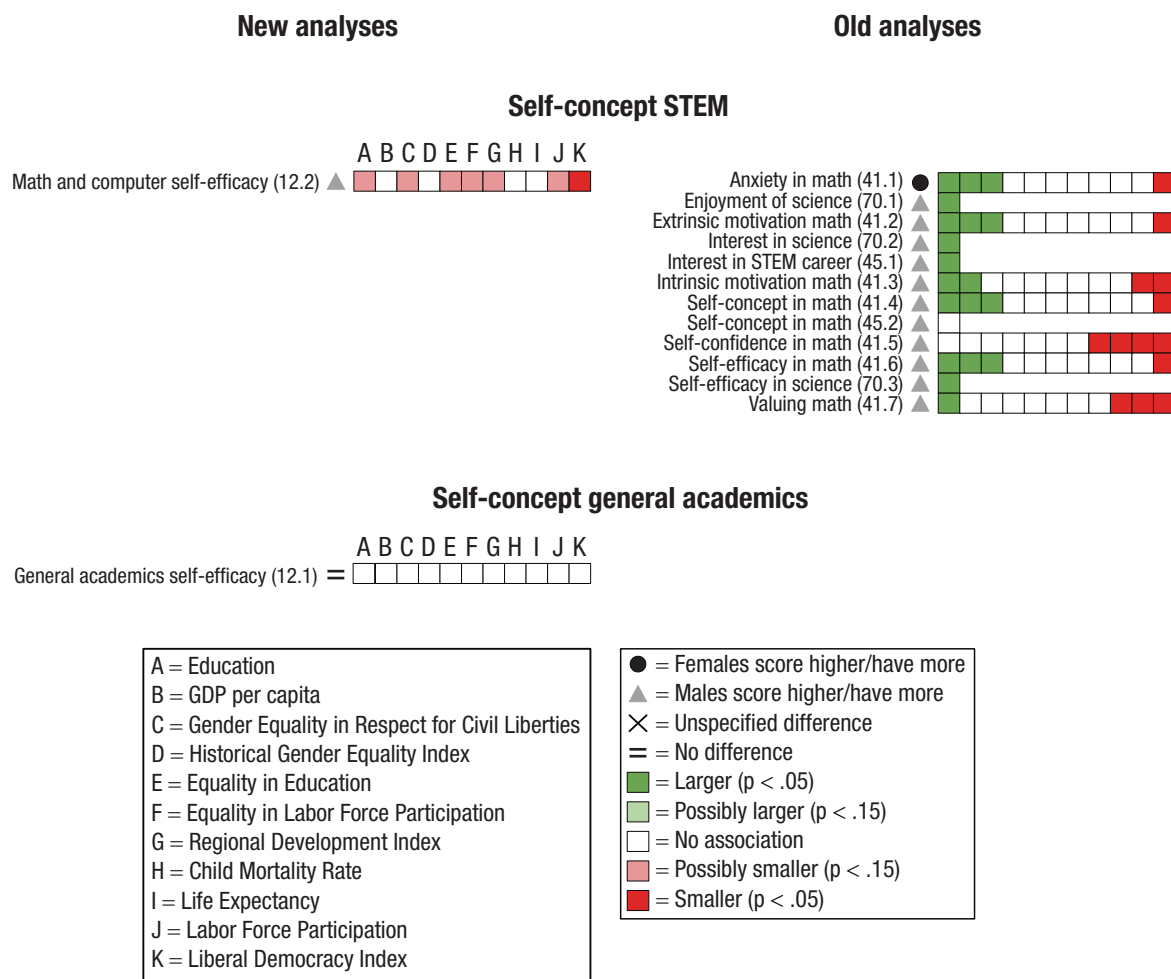 New analyses
Old analyses
Self-concept STEM
A B C D E F G H I J K
Math and computer self-efficacy (12.2)
Anxiety in math (41.1)
Enjoyment of science (70.1)
Extrinsic motivation math (41.2)
Interest in science (70.2)
Interest in STEM career (45.1)
Intrinsic motivation math (41.3)
Self-concept in math (41.4)
Self-concept in math (45.2)
Self-confidence in math (41.5)
Self-efficacy in math (41.6)
Self-efficacy in science (70.3)
Valuing math (41.7)
Self-concept general academics
A B C D E F G H I J K
General academics self-efficacy (12.1) =
A = Education
B = GDP per capita
C = Gender Equality in Respect for Civil Liberties
D = Historical Gender Equality Index
E = Equality in Education
F = Equality in Labor Force Participation
G = Regional Development Index
H = Child Mortality Rate
I = Life Expectancy
J = Labor Force Participation
K = Liberal Democracy Index
● = Females score higher/have more
▲ = Males score higher/have more
× = Unspecified difference
= = No difference
= Larger (p < .05)
= Possibly larger (p < .15)
= No association
= Possibly smaller (p < .15)
= Smaller (p < .05)